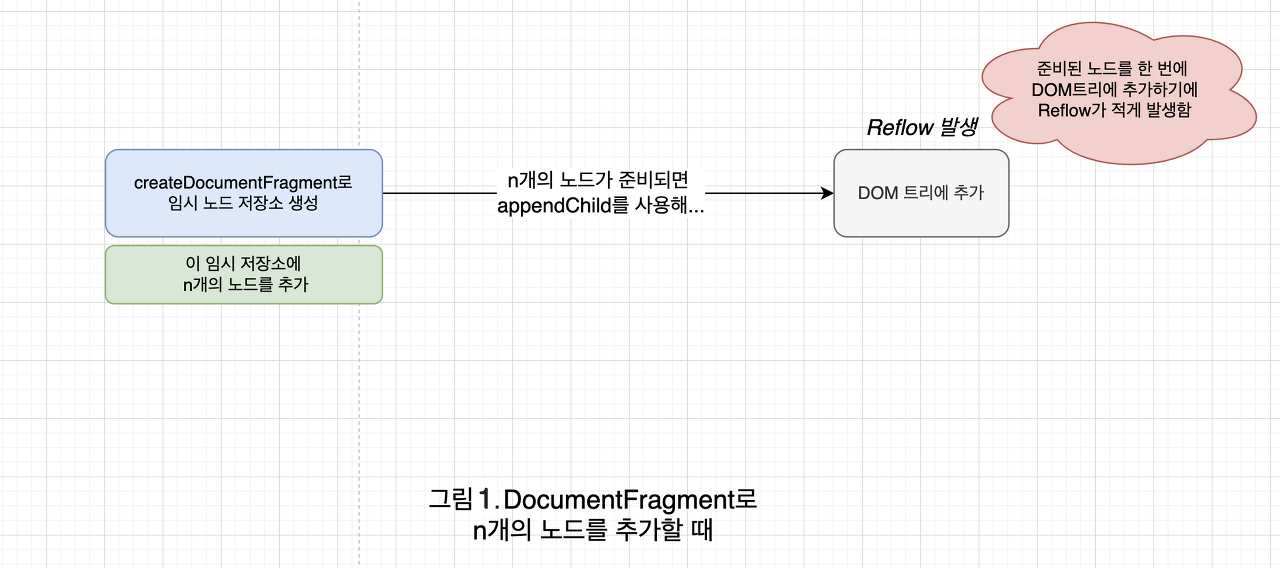 준비된 노드를 한 번에
DOM트리에 추가하기에
Reflow가 적게 발생함
Reflow 발생
createDocumentFragment로
임시 노드 저장소 생성
n개의 노드가 준비되면
appendChild를 사용해...
DOM 트리에 추가
이 임시 저장소에
n개의 노드를 추가
그림 1. DocumentFragment로
n개의 노드를 추가할 때